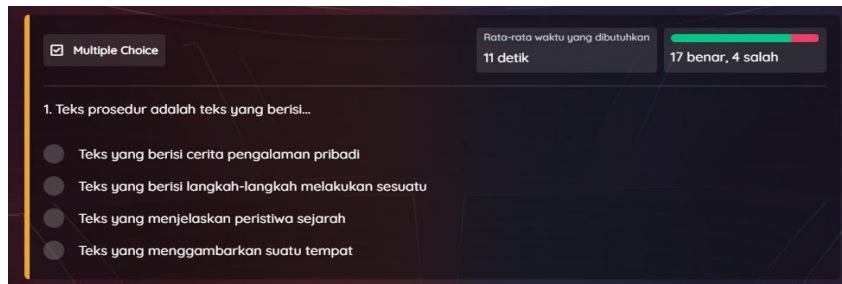 Multiple Choice
Rata-rata waktu yang dibutuhkan
11 detik
17 benar, 4 salah
1. Teks prosedur adalah teks yang berisi...
Teks yang berisi cerita pengalaman pribadi
Teks yang berisi langkah-langkah melakukan sesuatu
Teks yang menjelaskan peristiwa sejarah
Teks yang menggambarkan suatu tempat